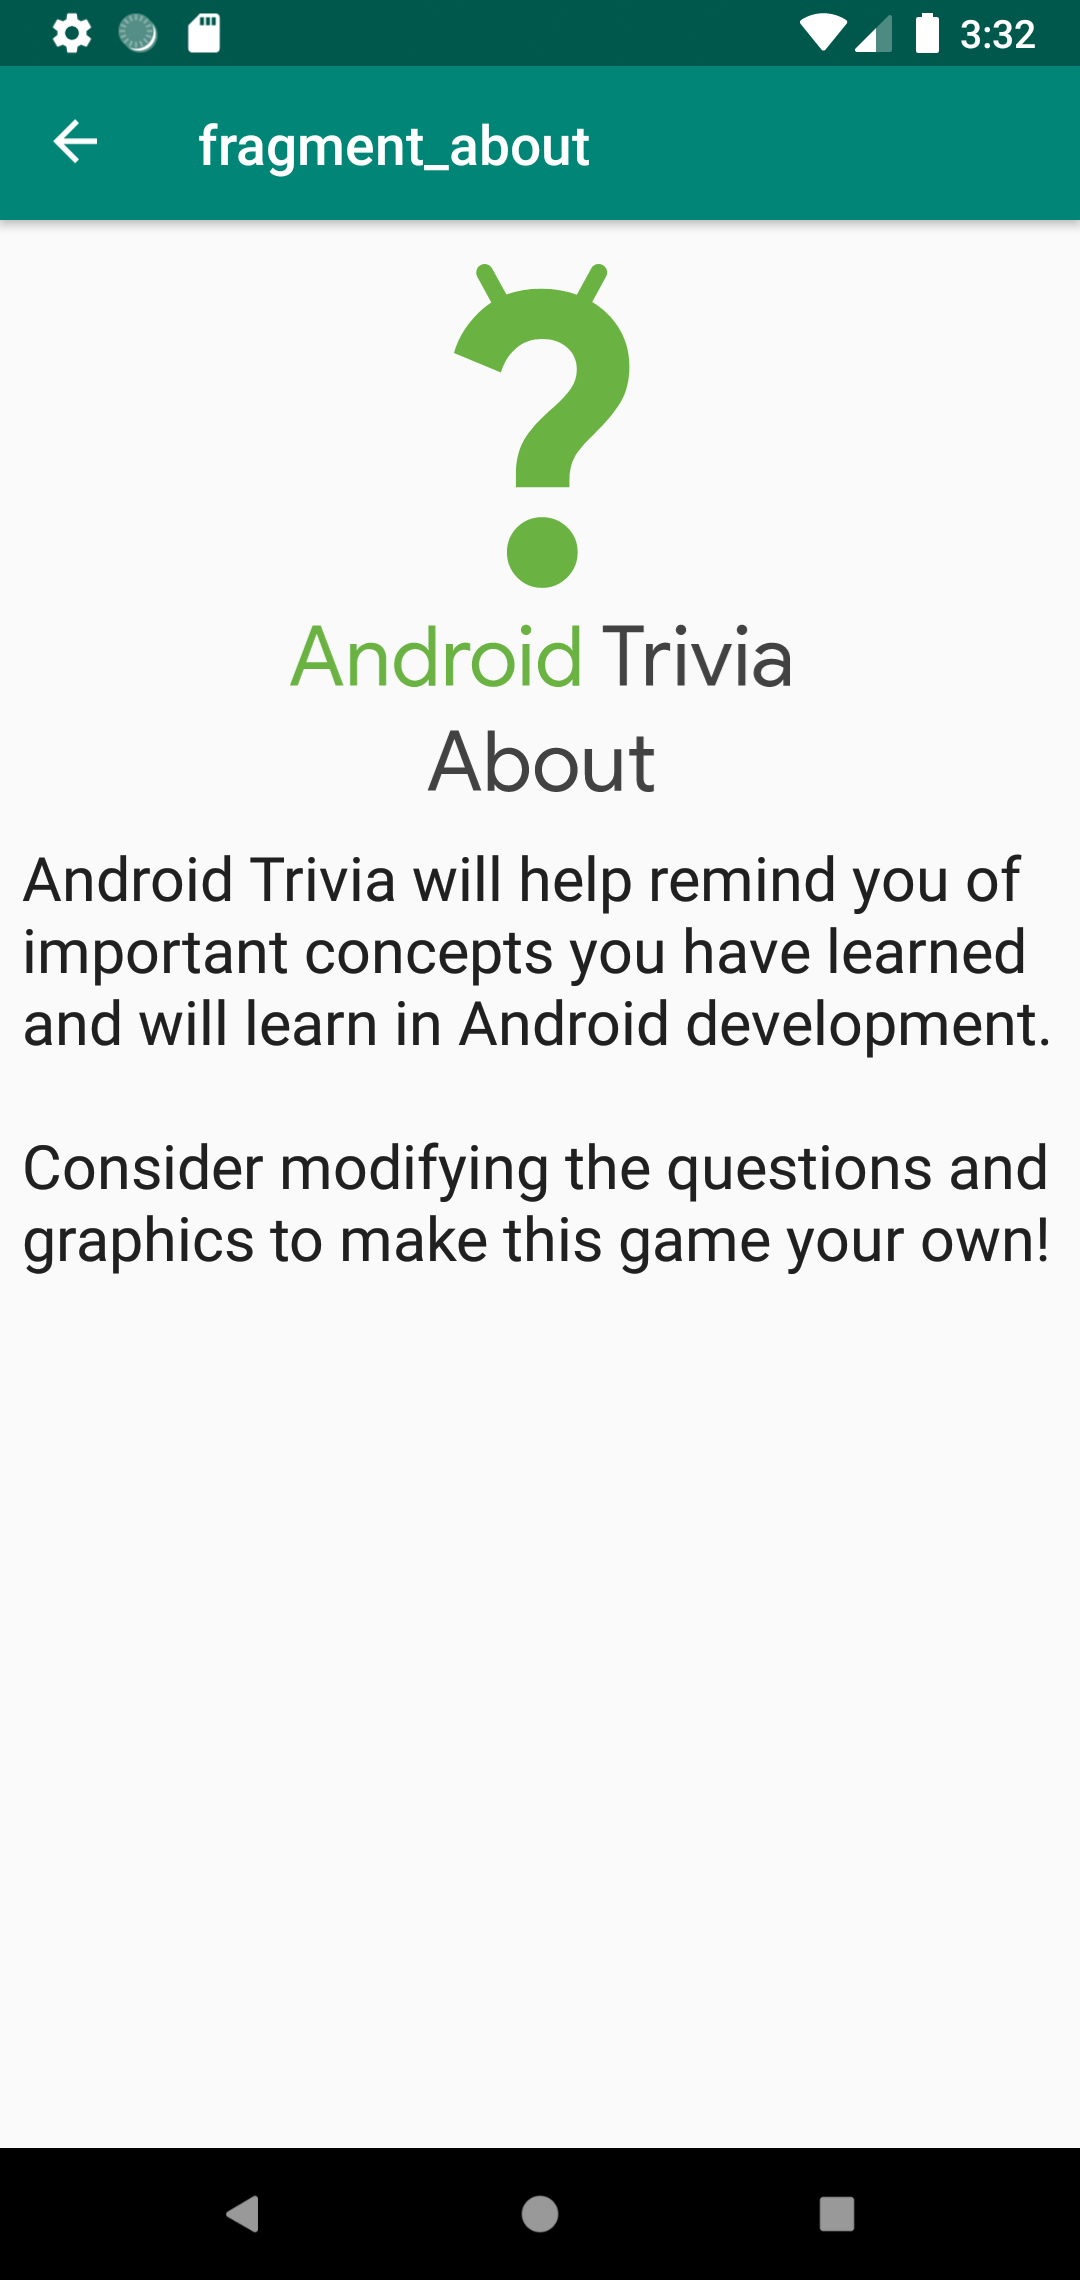 3:32
fragment_about
Android Trivia
About
Android Trivia will help remind you of
important concepts you have learned
and will learn in Android development.
Consider modifying the questions and
graphics to make this game your own!